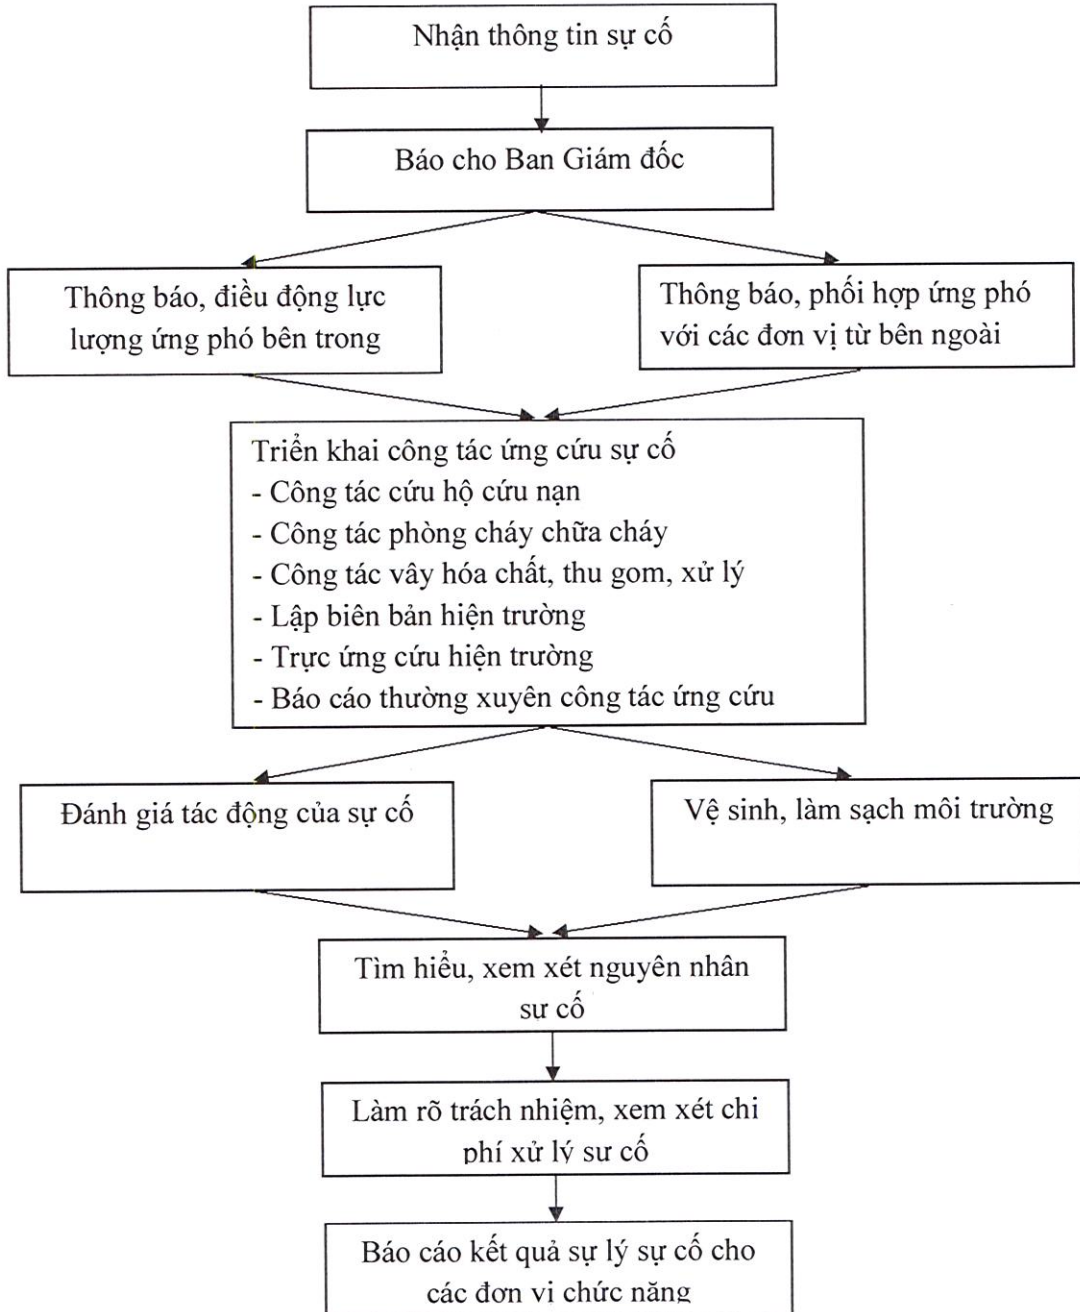 Nhận thông tin sự cố
Báo cho Ban Giám đốc
Thông báo, điều động lực
lượng ứng phó bên trong
Thông báo, phối hợp ứng phó
với các đơn vị từ bên ngoài
Triển khai công tác ứng cứu sự cố
- Công tác cứu hộ cứu nạn
- Công tác phòng cháy chữa cháy
- Công tác vây hóa chất, thu gom, xử lý
- Lập biên bản hiện trường
- Trực ứng cứu hiện trường
- Báo cáo thường xuyên công tác ứng cứu
Đánh giá tác động của sự cố
Vệ sinh, làm sạch môi trường
Tìm hiểu, xem xét nguyên nhân
sự cố
Làm rõ trách nhiệm, xem xét chi
phí xử lý sự cố
Báo cáo kết quả sự lý sự cố cho
các đơn vị chức năng